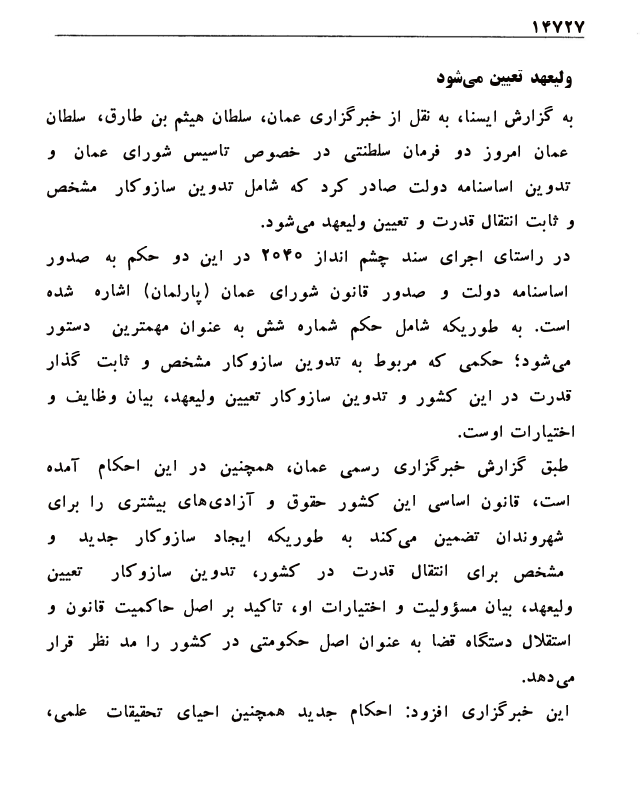 ۱۴۷۲۷
ولیعهد تعیین می‌شود
به گزارش ایسنا، به نقل از خبرگزاری عمان، سلطان هیثم بن طارق، سلطان
عمان امروز دو فرمان سلطنتی در خصوص تاسیس شورای عمان و
تدوین اساسنامه دولت صادر کرد که شامل تدوین سازوکار مشخص
و ثابت انتقال قدرت و تعیین ولیعهد می‌شود.
در راستای اجرای سند چشم انداز ۲۰۴۰ در این دو حکم به صدور
اساسنامه دولت و صدور قانون شورای عمان (پارلمان) اشاره شده
است. به طوریکه شامل حکم شماره شش به عنوان مهمترین دستور
می‌شود؛ حکمی که مربوط به تدوین سازوکار مشخص و ثابت گذار
قدرت در این کشور و تدوین سازوکار تعیین ولیعهد، بیان وظایف و
اختیارات اوست.
طبق گزارش خبرگزاری رسمی عمان، همچنین در این احکام آمده
است، قانون اساسی این کشور حقوق و آزادی‌های بیشتری را برای
شهروندان تضمین می‌کند به طوریکه ایجاد سازوکار جدید و
مشخص برای انتقال قدرت در کشور، تدوین سازوکار تعیین
ولیعهد، بیان مسؤولیت و اختیارات او، تاکید بر اصل حاکمیت قانون و
استقلال دستگاه قضا به عنوان اصل حکومتی در کشور را مد نظر قرار
می‌دهد.
این خبرگزاری افزود: احکام جدید همچنین احیای تحقیقات علمی،